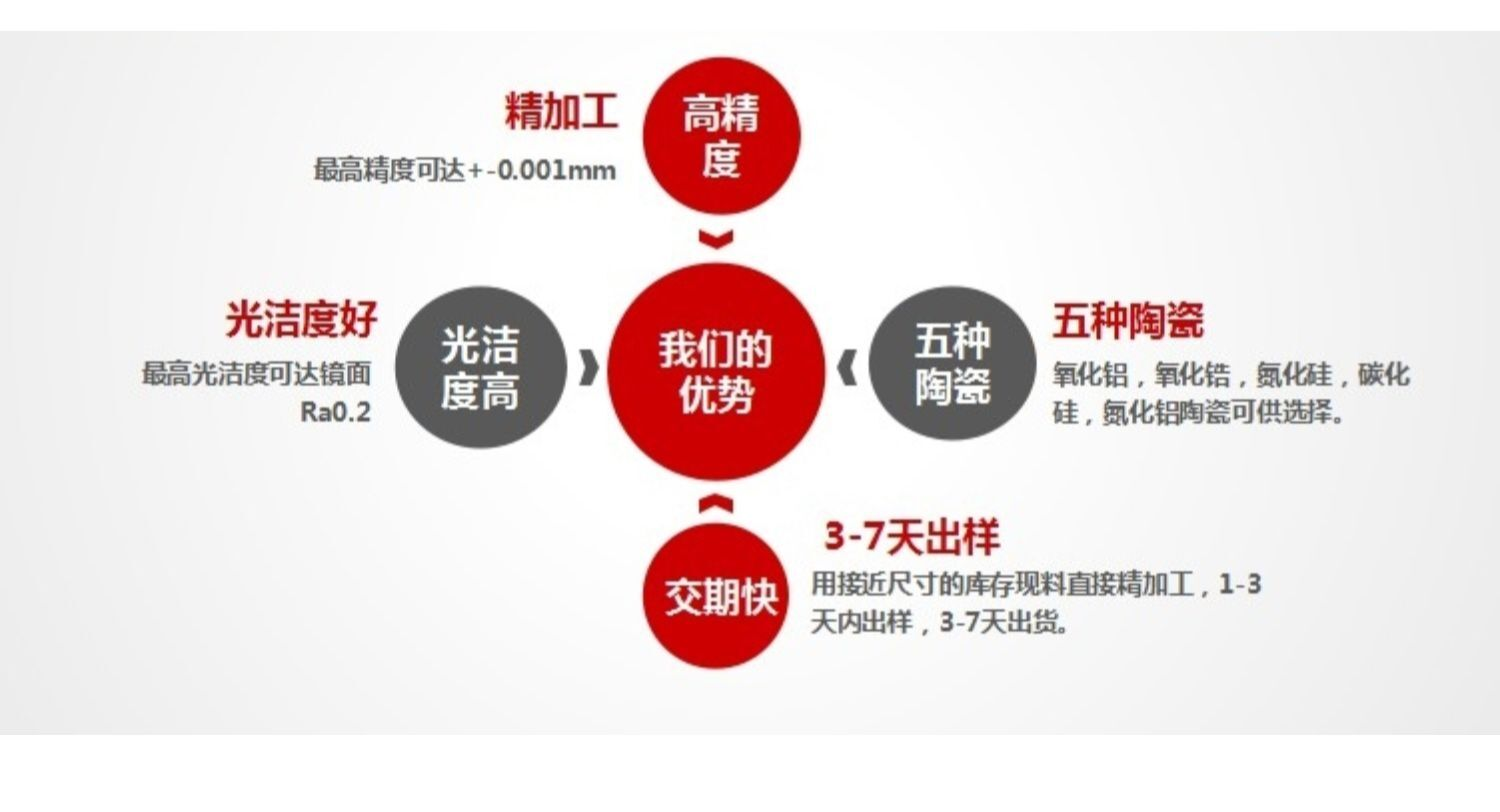 精加工
最高精度可达+-0.001mm
高精
度
光洁度好
最高光洁度可达镜面
Ra0.2
光洁
度高
我们的
优势
五种
陶瓷
五种陶瓷
氧化铝，氧化锆，氮化硅，碳化
硅，氮化铝陶瓷可供选择。
交期快
3-7天出样
用接近尺寸的库存现料直接精加工，1-3
天内出样，3-7天出货。